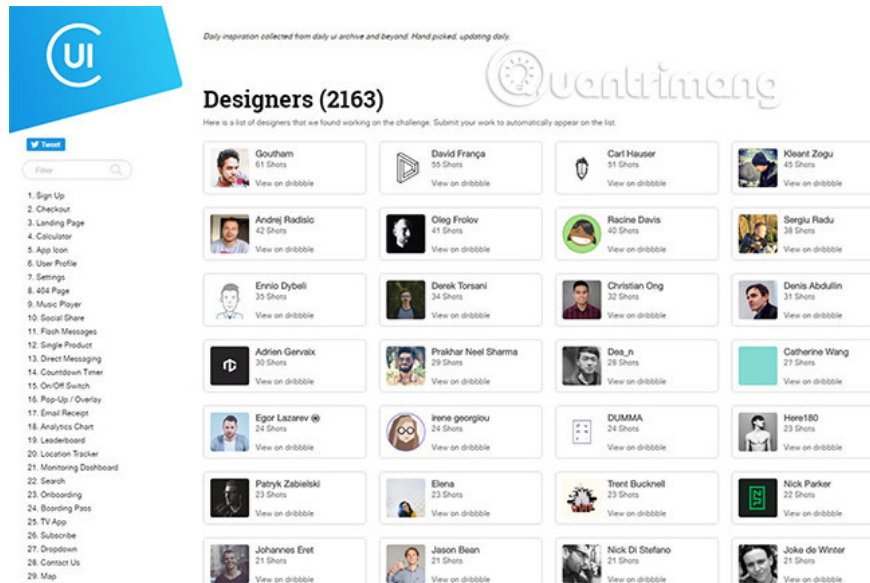 UI
Daily inspiration collected from daily ui archive and beyond. Hand picked, updating daily.
Quantrimang
Designers (2163)
Here is a list of designers that we found working on the challenge. Submit your work to automatically appear on the list.
Tweet
Filter
1. Sign Up
2. Checkout
3. Landing Page
4. Calculator
5. App Icon
6. User Profile
7. Settings
8. 404 Page
9. Music Player
10. Social Share
11. Flash Messages
12. Single Product
13. Direct Messaging
14. Countdown Timer
15. On/Off Switch
16. Pop-Up / Overlay
17. Email Receipt
18. Analytics Chart
19. Leaderboard
20. Location Tracker
21. Monitoring Dashboard
22. Search
23. Onboarding
24. Boarding Pass
25. TV App
26. Subscribe
27. Dropdown
28. Contact Us
29. Map
Goutham
61 Shots
View on dribbble
David França
55 Shots
View on dribbble
Carl Hauser
51 Shots
View on dribbble
Kleant Zogu
45 Shots
View on dribbble
Andrej Radisic
42 Shots
View on dribbble
Oleg Frolov
41 Shots
View on dribbble
Racine Davis
40 Shots
View on dribbble
Sergiu Radu
38 Shots
View on dribbble
Ennio Dybeli
35 Shots
View on dribbble
Derek Torsani
34 Shots
View on dribbble
Christian Ong
32 Shots
View on dribbble
Denis Abdullin
31 Shots
View on dribbble
Adrien Gervaix
30 Shots
View on dribbble
Prakhar Neel Sharma
29 Shots
View on dribbble
Dea_n
28 Shots
View on dribbble
Catherine Wang
27 Shots
View on dribbble
Egor Lazarev
24 Shots
View on dribbble
irene georgiou
24 Shots
View on dribbble
DUMMA
24 Shots
View on dribbble
Here180
23 Shots
View on dribbble
Patryk Zabielski
23 Shots
View on dribbble
Elena
23 Shots
View on dribbble
Trent Bucknell
23 Shots
View on dribbble
Nick Parker
22 Shots
View on dribbble
Johannes Eret
21 Shots
View on dribbble
Jason Bean
21 Shots
View on dribbble
Nick Di Stefano
21 Shots
View on dribbble
Joke de Winter
21 Shots
View on dribbble